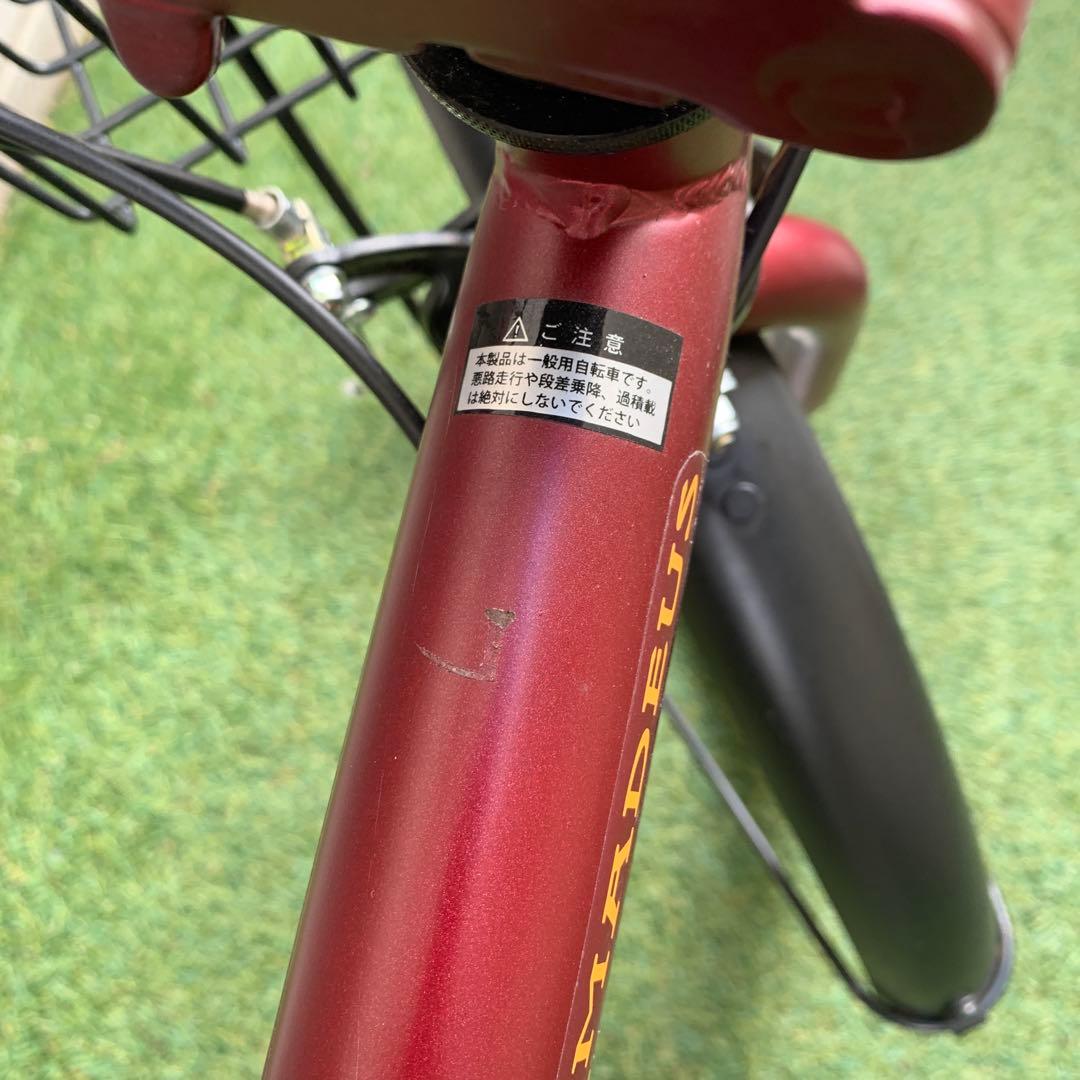 ご注意
本製品は一般用自転車です。
悪路走行や段差乗降、過積載
は絶対にしないでください
MADEUS